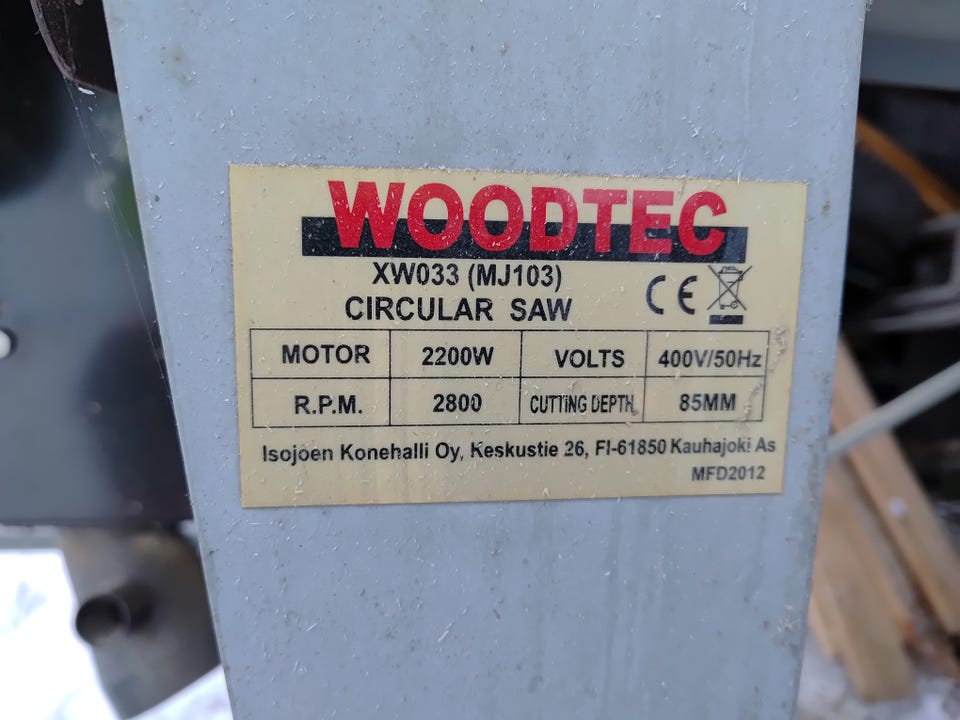 WOODTEC
XW033 (MJ103)
CIRCULAR SAW
CE
MOTOR 2200W VOLTS 400V/50Hz
R.P.M. 2800 CUTTING DEPTH 85MM
Isojoen Konehalli Oy, Keskustie 26, FI-61850 Kauhajoki As
MFD2012